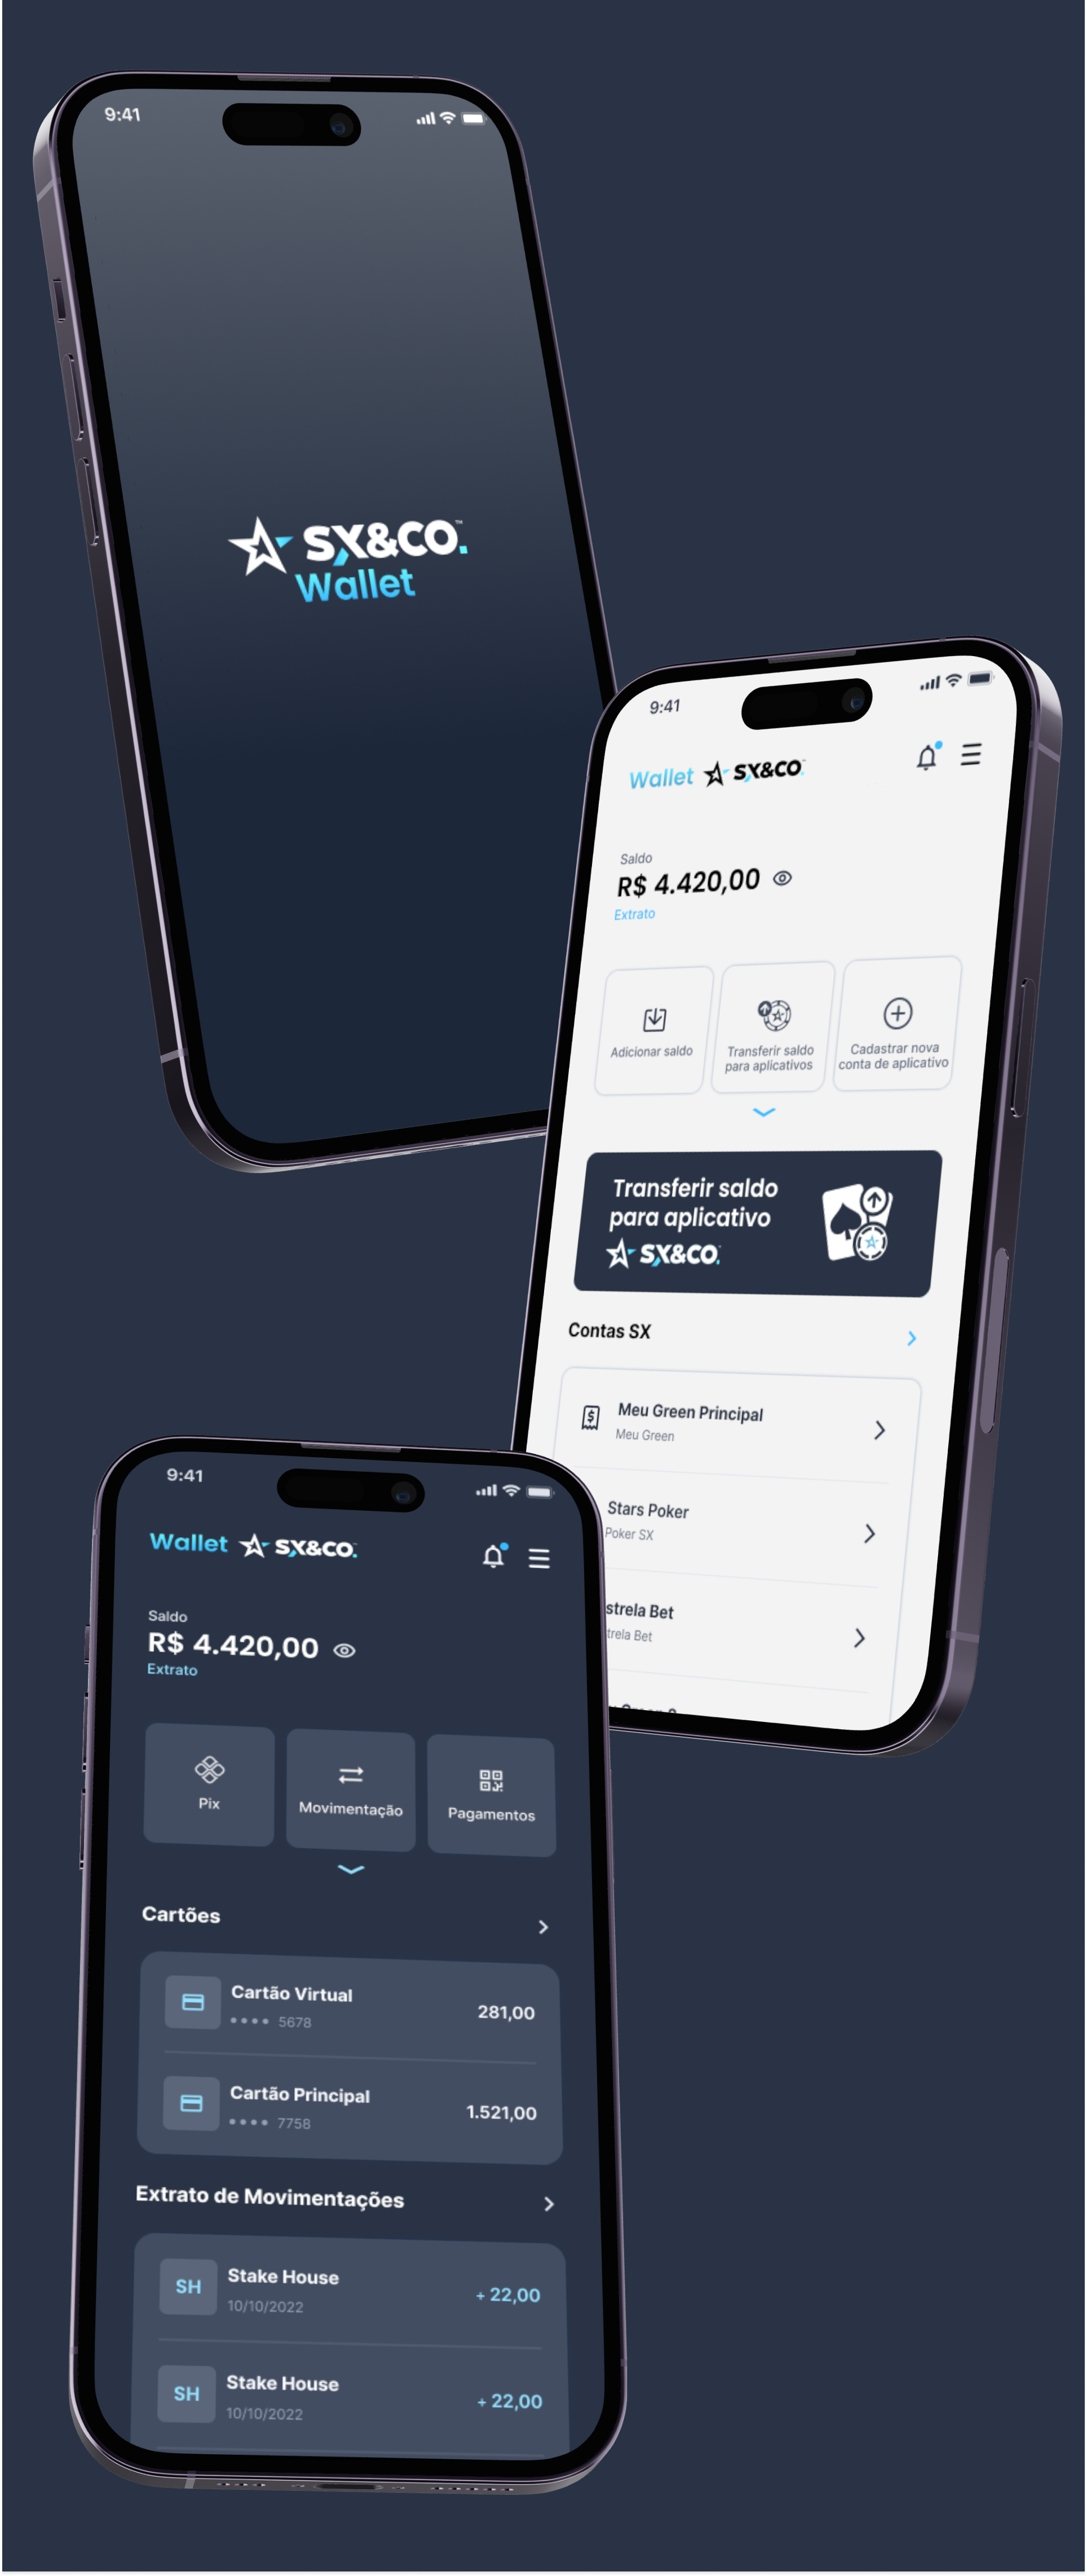 9:41
SX&CO.™
Wallet
9:41
Wallet SX&CO.
Saldo
R$ 4.420,00
Extrato
Adicionar saldo
Transferir saldo
para aplicativos
Cadastrar nova
conta de aplicativo
Transferir saldo
para aplicativo
SX&CO.
Contas SX
Meu Green Principal
Meu Green
Stars Poker
Poker SX
strela Bet
trela Bet
9:41
Wallet SX&CO.
Saldo
R$ 4.420,00
Extrato
Pix
Movimentação
Pagamentos
Cartões
Cartão Virtual
•••• 5678
281,00
Cartão Principal
•••• 7758
1.521,00
Extrato de Movimentações
SH
Stake House
10/10/2022
+ 22,00
SH
Stake House
10/10/2022
+ 22,00